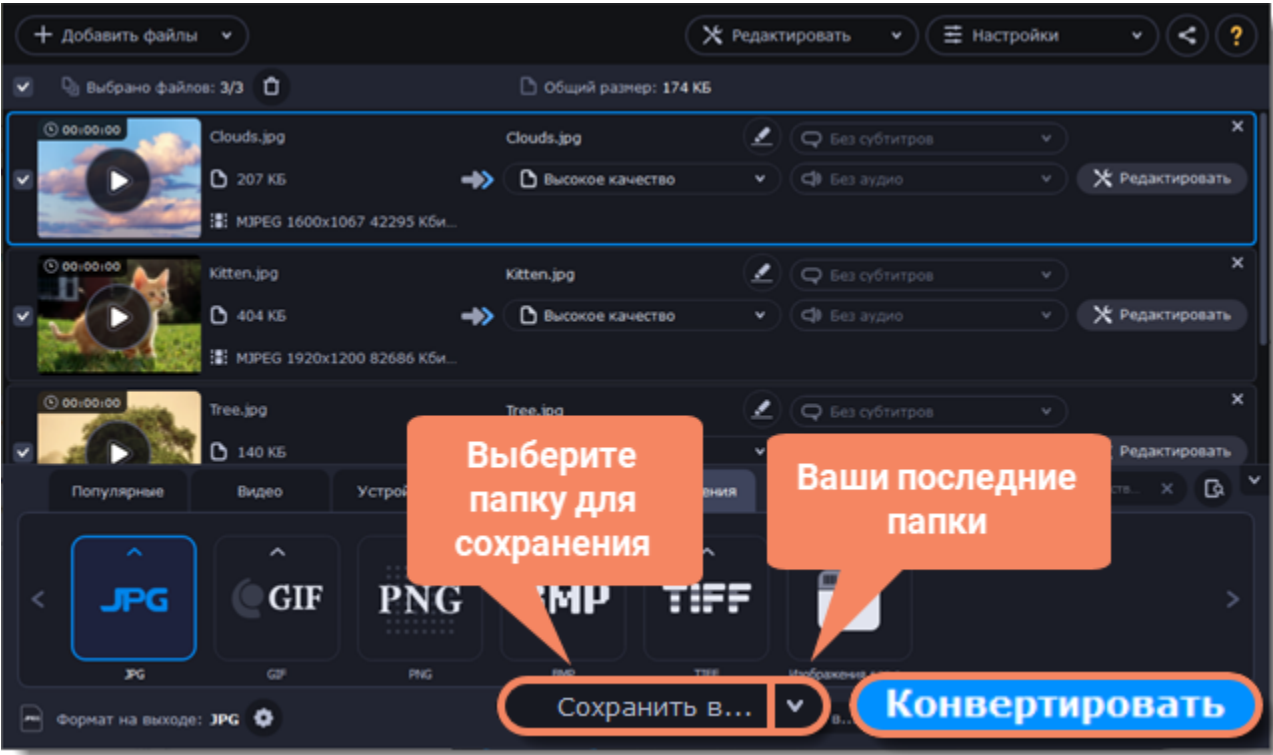 Добавить файлы
Редактировать
Настройки
?
Выбрано файлов: 3/3
Общий размер: 174 КБ
00:00:00
Clouds.jpg
Clouds.jpg
Без субтитров
207 КБ
Высокое качество
Без аудио
Редактировать
MJPEG 1600x1067 42295 Кби...
00:00:00
Kitten.jpg
Kitten.jpg
Без субтитров
404 КБ
Высокое качество
Без аудио
Редактировать
MJPEG 1920x1200 82686 Кби...
00:00:00
Tree.jpg
Tree.jpg
Без субтитров
140 КБ
Редактировать
Выберите
папку для
сохранения
Ваши последние
папки
Популярные
Видео
JPG
GIF
PNG
BMP
TIFF
JPG
GIF
PNG
BMP
TIFF
Формат на выходе: JPG
Сохранить в...
Конвертировать